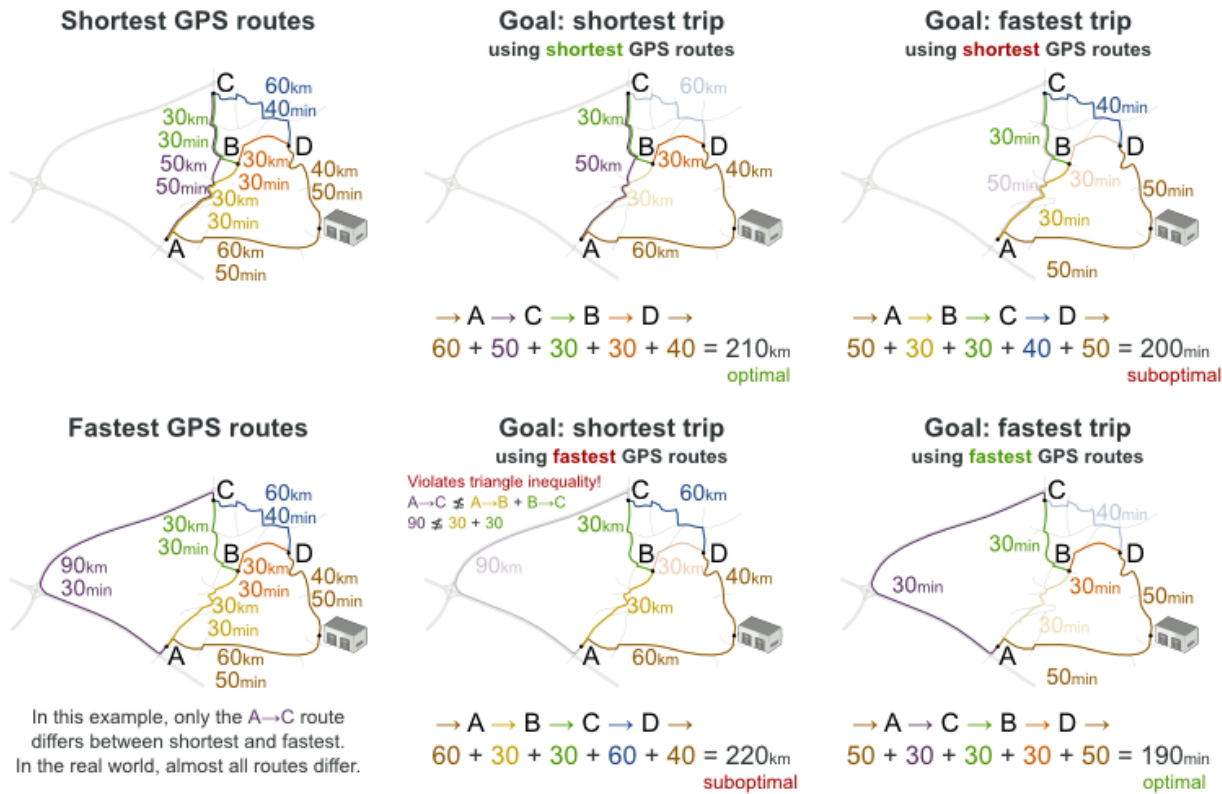 Shortest GPS routes
C
60km
40min
30km
30min
B
D
50km
50min
30km
30min
40km
50min
30km
30min
A
60km
50min
Goal: shortest trip
using shortest GPS routes
C
60km
30km
B
D
50km
30km
40km
30km
A
60km
→ A → C → B → D →
60 + 50 + 30 + 30 + 40 = 210km
optimal
Goal: fastest trip
using shortest GPS routes
C
40min
30min
B
D
50min
30min
50min
30min
A
50min
→ A → B → C → D →
50 + 30 + 30 + 40 + 50 = 200min
suboptimal
Fastest GPS routes
C
60km
40min
30km
30min
B
D
90km
30min
30km
30min
40km
50min
30km
30min
A
60km
50min
In this example, only the A→C route
differs between shortest and fastest.
In the real world, almost all routes differ.
Goal: shortest trip
using fastest GPS routes
Violates triangle inequality!
A→C ≰ A→B + B→C
90 ≰ 30 + 30
C
60km
30km
B
D
90km
30km
40km
30km
A
60km
→ A → B → C → D →
60 + 30 + 30 + 60 + 40 = 220km
suboptimal
Goal: fastest trip
using fastest GPS routes
C
40min
30min
B
D
30min
30min
50min
30min
A
50min
→ A → C → B → D →
50 + 30 + 30 + 30 + 50 = 190min
optimal